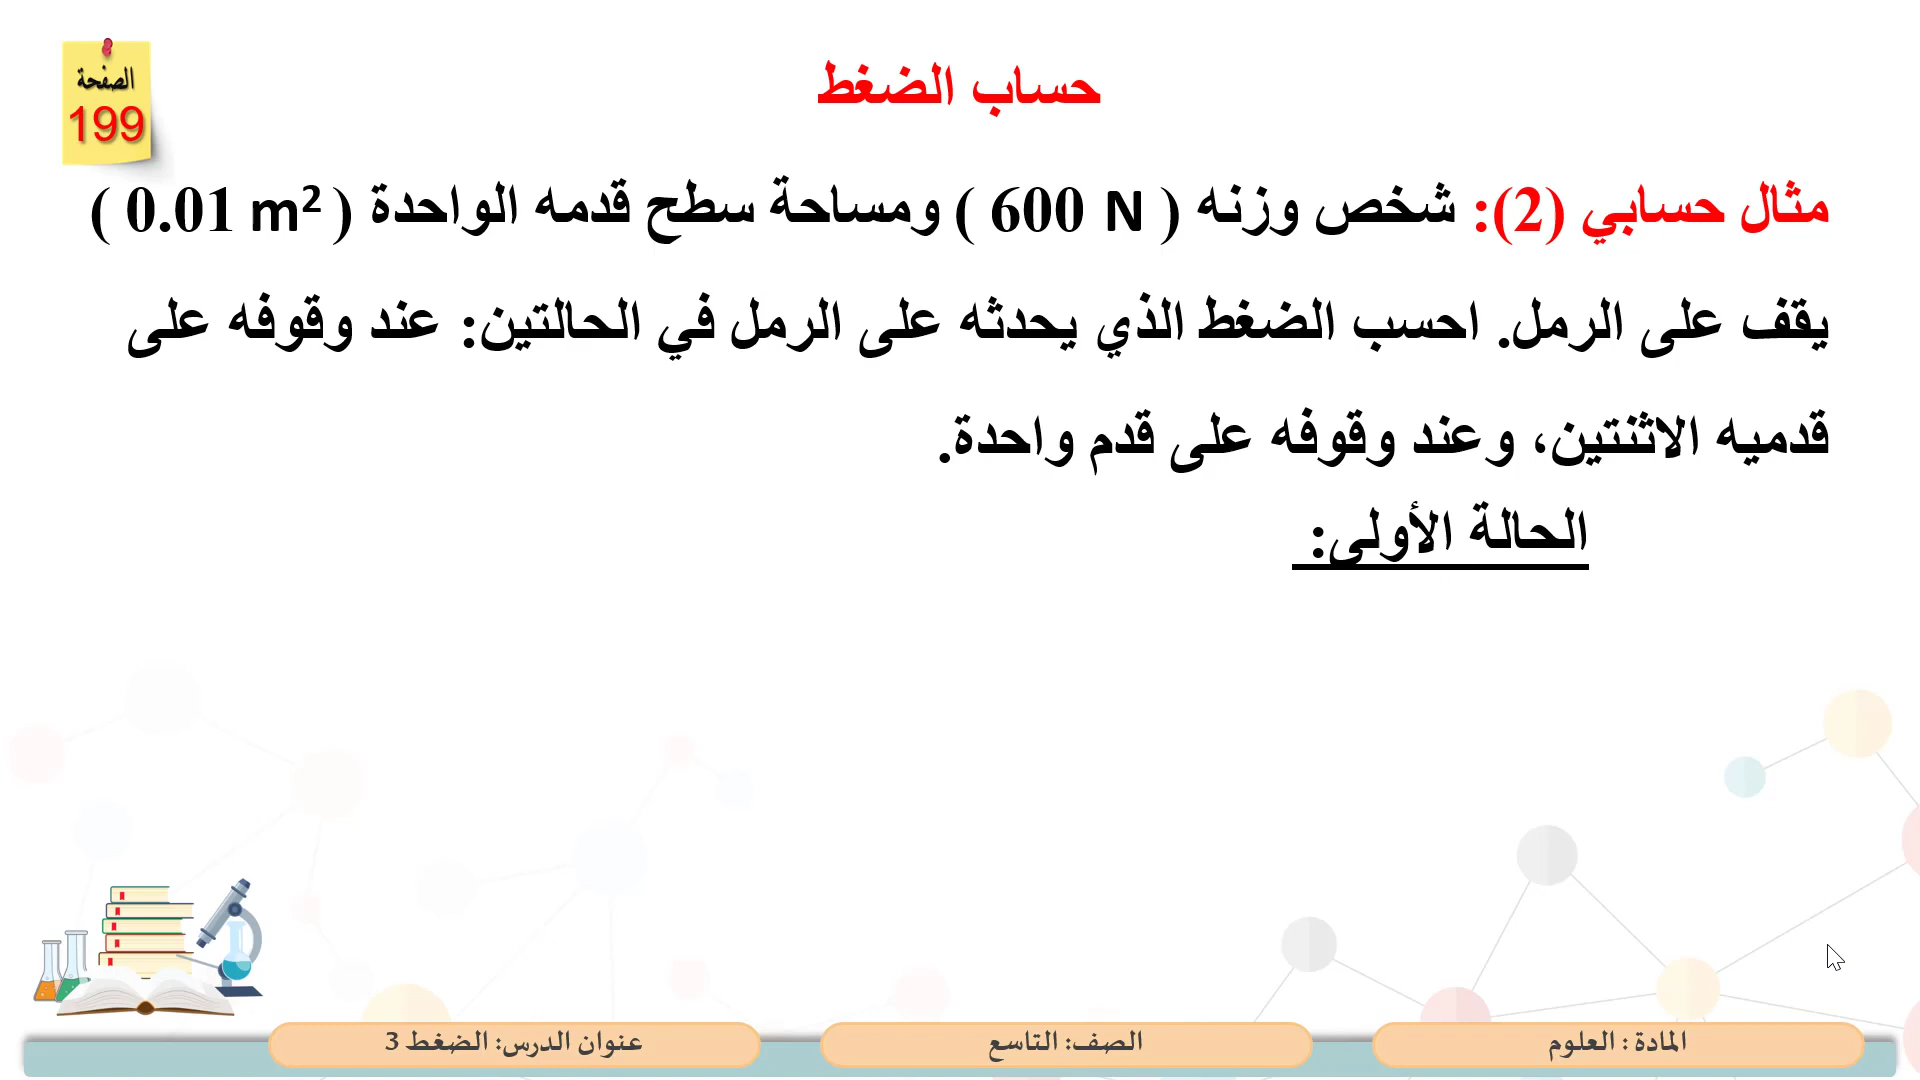 الصفحة
199
حساب الضغط
مثال حسابي (2): شخص وزنه ( 600 N ) ومساحة سطح قدمه الواحدة ( 0.01 m² )
يقف على الرمل. احسب الضغط الذي يحدثه على الرمل في الحالتين: عند وقوفه على
قدميه الاثنتين، وعند وقوفه على قدم واحدة.
الحالة الأولى:
المادة : العلوم
الصف: التاسع
عنوان الدرس: الضغط 3